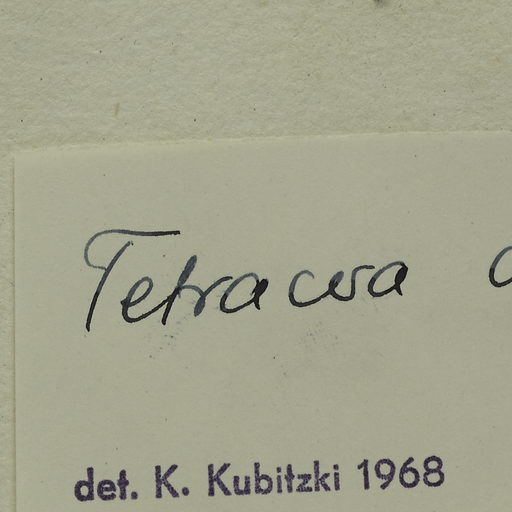 Tetracera
det. K. Kubitzki 1968